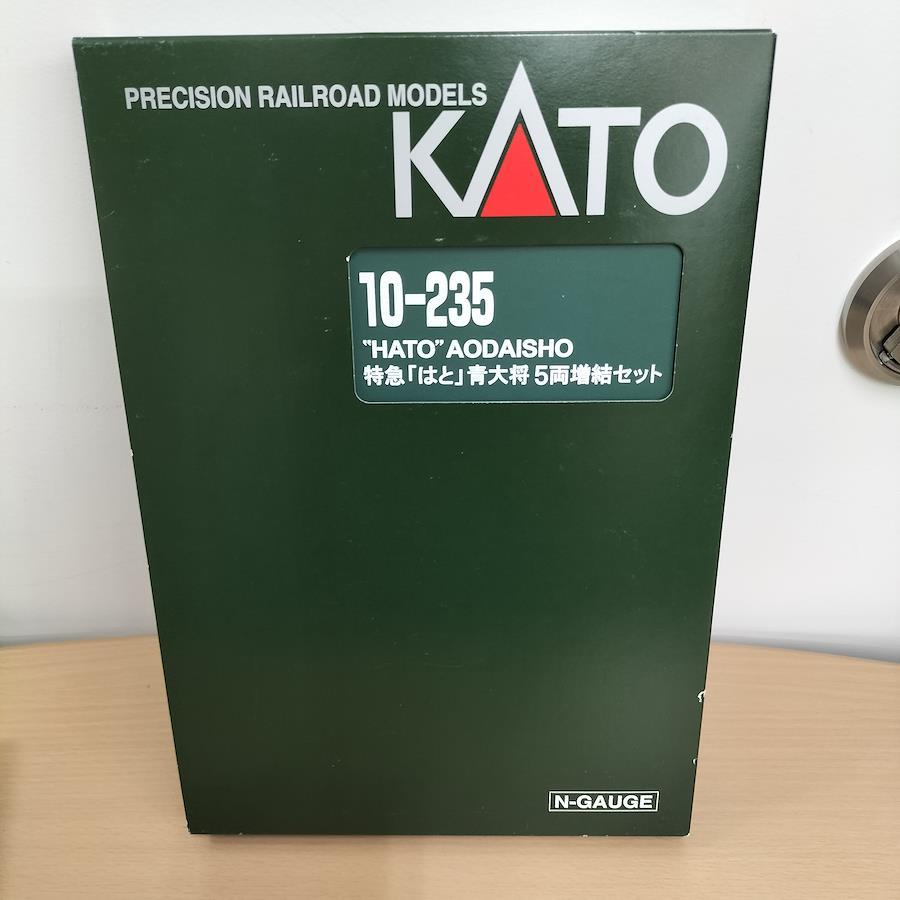 PRECISION RAILROAD MODELS
KATO
10-235
"HATO" AODAISHO
特急「はと」青大将 5両増結セット
N-GAUGE